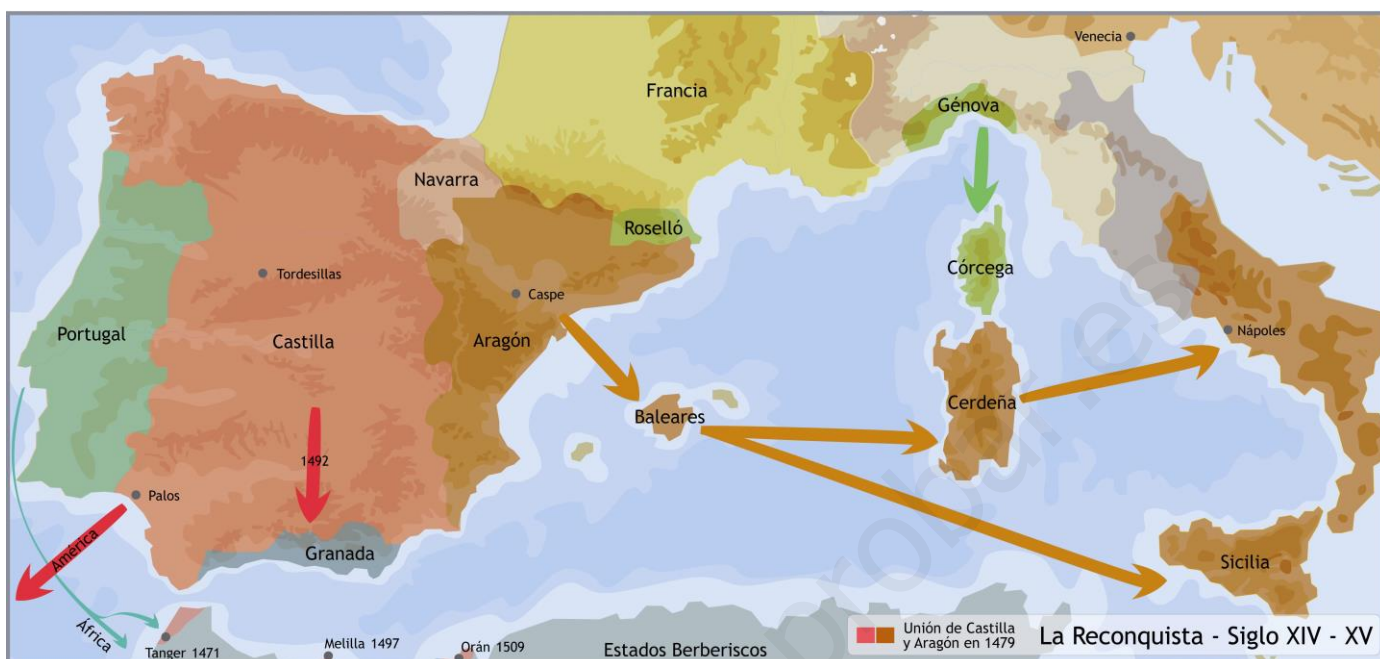 Venecia
Francia
Génova
Navarra
Roselló
Córcega
Tordesillas
Caspe
Portugal
Castilla
Aragón
Nápoles
Cerdeña
Baleares
1492
Palos
América
Granada
Sicilia
África
Tanger 1471
Melilla 1497
Orán 1509
Estados Berberiscos
Unión de Castilla
y Aragón en 1479
La Reconquista - Siglo XIV - XV
probur.es